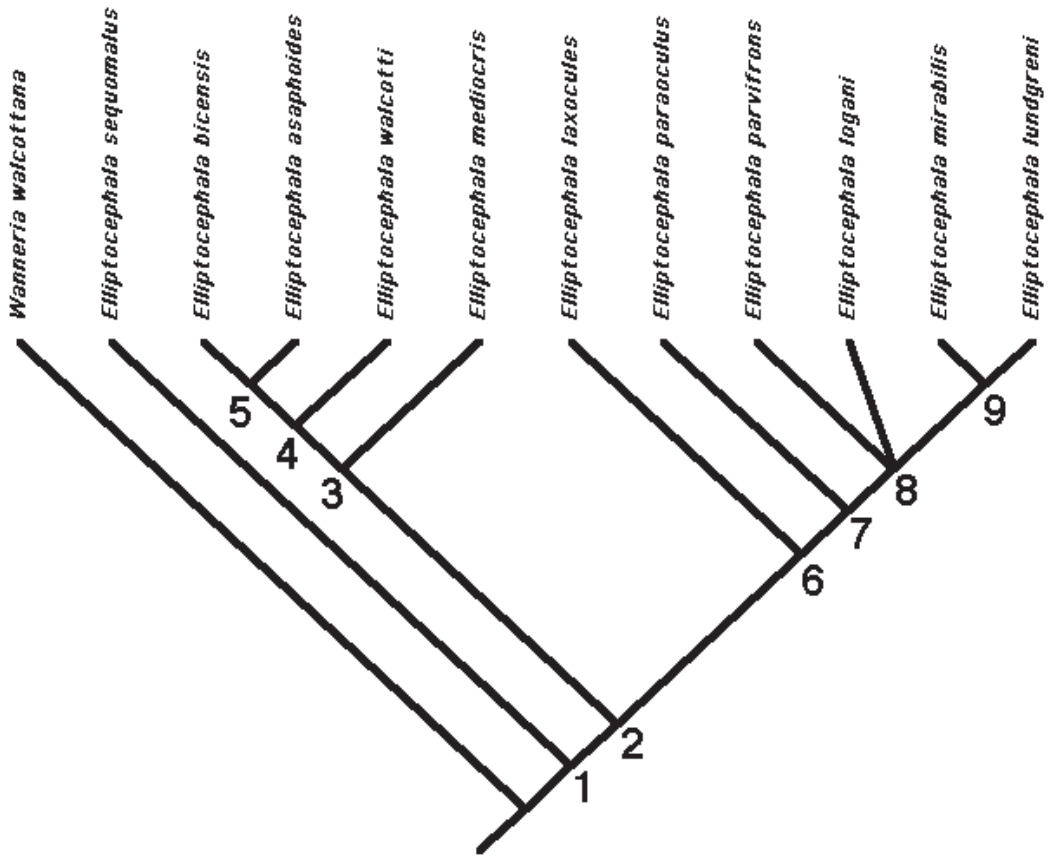 Wanneria walcottana
Elliptocephala sequomalus
Elliptocephala bicensis
Elliptocephala asaphoides
Elliptocephala walcotti
Elliptocephala mediocris
Elliptocephala laxocules
Elliptocephala paraoculus
Elliptocephala parvifrons
Elliptocephala logani
Elliptocephala mirabilis
Elliptocephala lundgreni
5
4
3
9
8
7
6
2
1